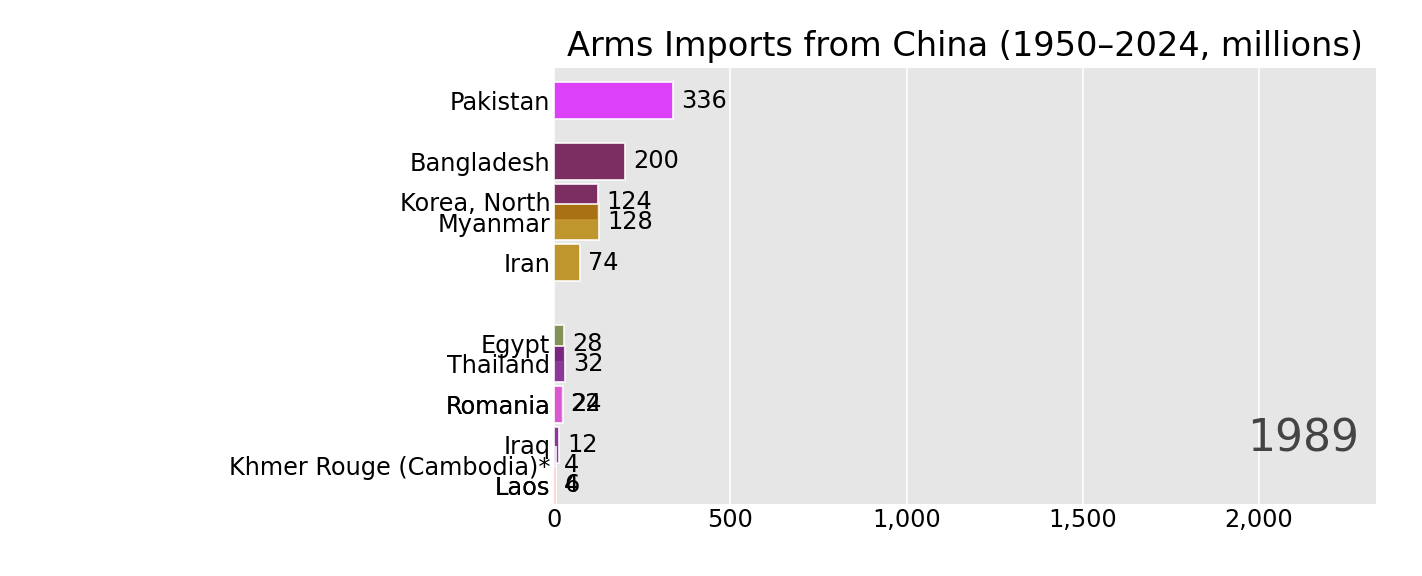 Arms Imports from China (1950–2024, millions)
Pakistan 336
Bangladesh 200
Korea, North 124
Myanmar 128
Iran 74
Egypt 28
Thailand 32
Romania
Iraq 12
Khmer Rouge (Cambodia)* 4
Laos
1989
0 500 1,000 1,500 2,000